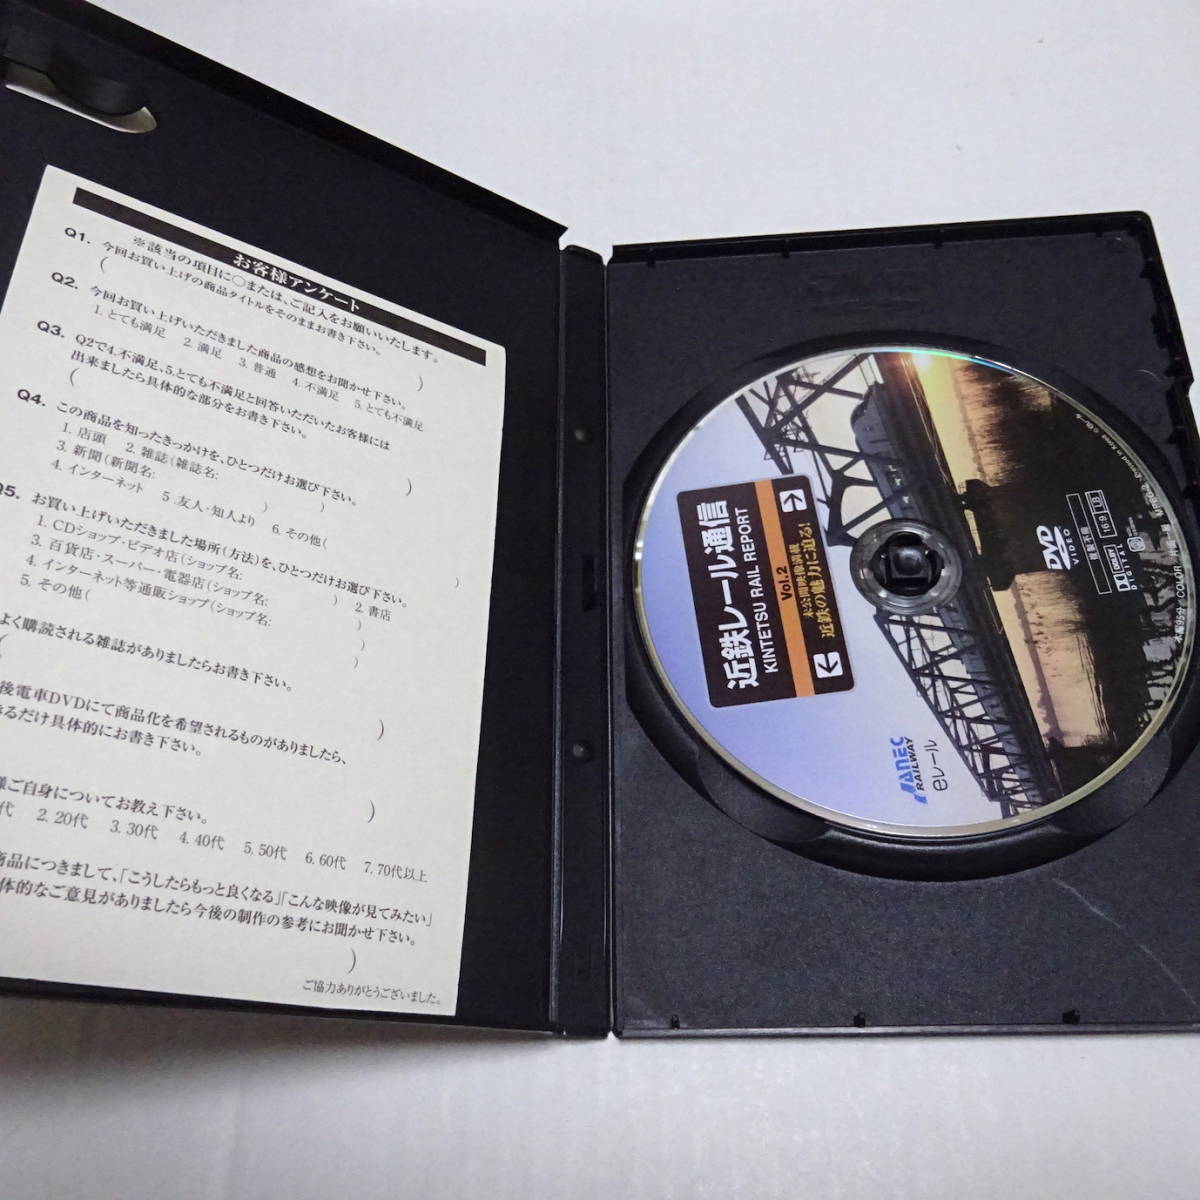 お客様アンケート
※該当の項目に〇または、ご記入をお願いいたします。
Q1. 今回お買い上げの商品タイトルをそのままお書き下さい。
( )
Q2. 今回お買い上げいただきました商品の感想をお聞かせ下さい。
1. とても満足 2. 満足 3. 普通 4. 不満足 5. とても不満足
Q3. Q2で4.不満足、5.とても不満足と回答いただいたお客様には
出来ましたら具体的な部分をお書き下さい。
( )
Q4. この商品を知ったきっかけを、ひとつだけお選び下さい。
1. 店頭 2. 雑誌(雑誌名: )
3. 新聞(新聞名: )
4. インターネット 5. 友人・知人より 6. その他( )
Q5. お買い上げいただきました場所(方法)を、ひとつだけお選び下さい。
1. CDショップ・ビデオ店(ショップ名: ) 2. 書店
3. 百貨店・スーパー・電器店(ショップ名: )
4. インターネット等通販ショップ(ショップ名: )
5. その他( )
よく購読される雑誌がありましたらお書き下さい。
( )
後電車DVDにて商品化を希望されるものがありましたら、
きるだけ具体的にお書き下さい。
)
様ご自身についてお教え下さい。
代 2.20代 3.30代 4.40代 5.50代 6.60代 7.70代以上
商品につきまして、「こうしたらもっと良くなる」「こんな映像が見てみたい」
体的なご意見がありましたら今後の制作の参考にお聞かせ下さい。
)
ご協力ありがとうございました。
近鉄レール通信
KINTETSU RAIL REPORT
Vol.2
未公開映像満載
近鉄の魅力に迫る!
ANEC
RAILWAY
eレール
DVD
VIDEO
複製不能
16:9 LB
DOLBY
DIGITAL
本編95分 COLOR